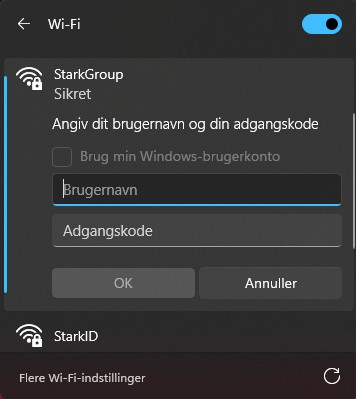 Wi-Fi
StarkGroup
Sikret
Angiv dit brugernavn og din adgangskode
Brug min Windows-brugerkonto
Brugernavn
Adgangskode
OK
Annuller
StarkID
Flere Wi-Fi-indstillinger